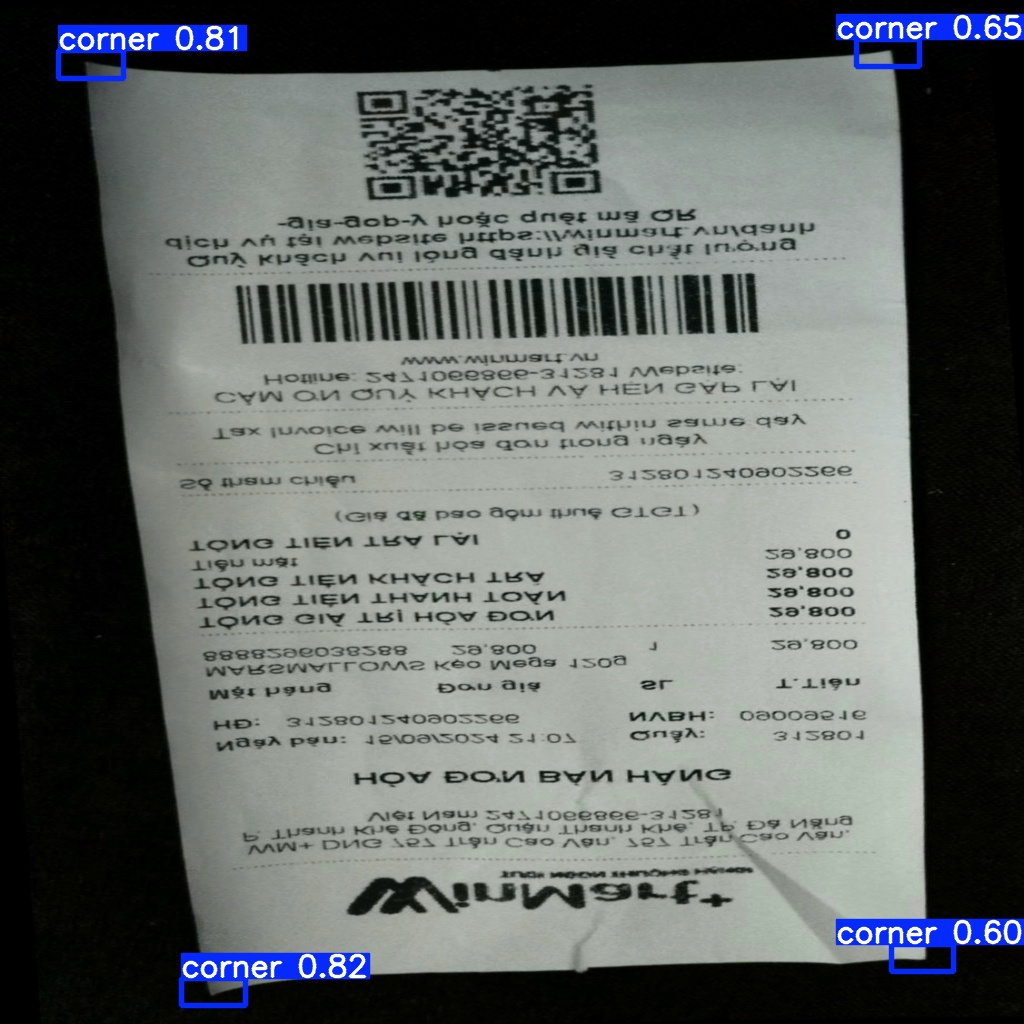 corner 0.81
corner 0.65
WinMart+
TƯƠI NGON THƯỢNG HẠNG
WM+ DNG 757 Trần Cao Vân, 757 Trần Cao Vân,
P. Thanh Khê Đông, Quận Thanh Khê, TP. Đà Nẵng
Việt Nam 2471066866-31281
HÓA ĐƠN BÁN HÀNG
Ngày bán: 15/09/2024 21:07 Quầy: 312801
HĐ: 312801240902266 NVBH: 09009516
Mặt hàng Đơn giá SL T.Tiền
MARSMALLOWS Kẹo Mega 120g
8888296038288 29,800 1 29,800
TỔNG GIÁ TRỊ HÓA ĐƠN 29,800
TỔNG TIỀN THANH TOÁN 29,800
TỔNG TIỀN KHÁCH TRẢ 29,800
Tiền mặt 29,800
TỔNG TIỀN TRẢ LẠI 0
(Giá đã bao gồm thuế GTGT)
Số tham chiếu 312801240902266
Chỉ xuất hóa đơn trong ngày
Tax Invoice will be issued within same day
CẢM ƠN QUÝ KHÁCH VÀ HẸN GẶP LẠI
Hotline: 2471066866-31281 Website:
www.winmart.vn
Quý khách vui lòng đánh giá chất lượng
dịch vụ tại website https://winmart.vn/danh
-gia-gop-y hoặc quét mã QR
corner 0.82
corner 0.60